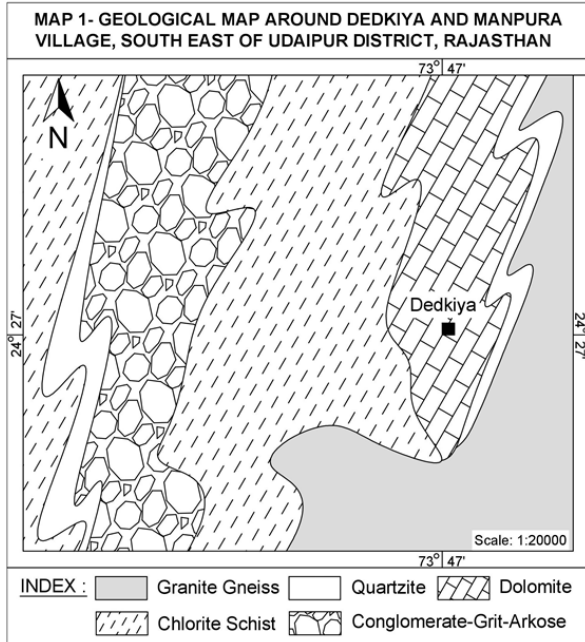 MAP 1- GEOLOGICAL MAP AROUND DEDKIYA AND MANPURA
VILLAGE, SOUTH EAST OF UDAIPUR DISTRICT, RAJASTHAN
73° 47'
N
Dedkiya
24° 27'
24° 27'
Scale: 1:20000
73° 47'
INDEX :
Granite Gneiss
Quartzite
Dolomite
Chlorite Schist
Conglomerate-Grit-Arkose